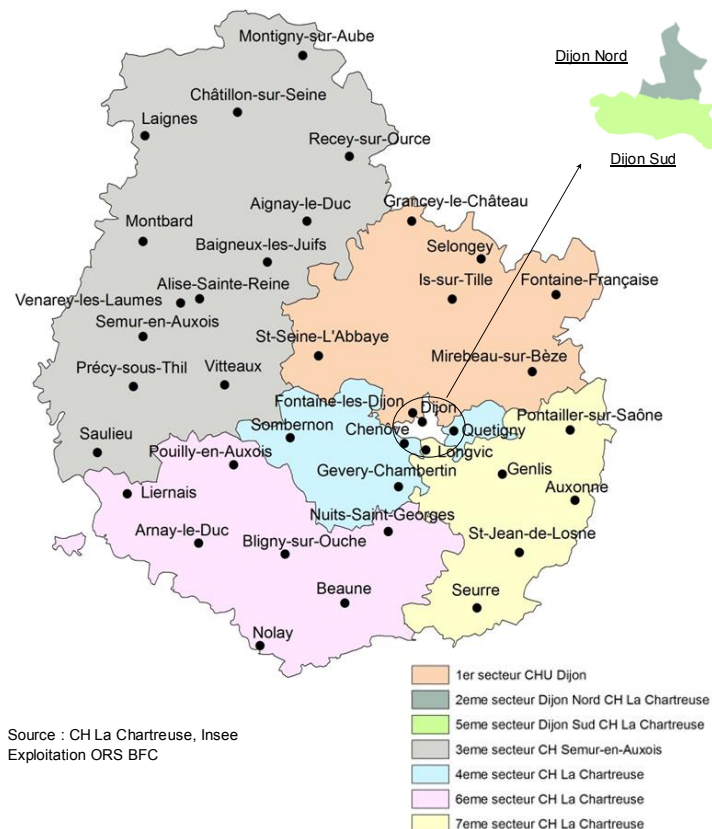 Montigny-sur-Aube
Dijon Nord
Châtillon-sur-Seine
Laignes
Recey-sur-Ource
Dijon Sud
Aignay-le-Duc
Grancey-le-Château
Montbard
Baigneux-les-Juifs
Selongey
Alise-Sainte-Reine
Is-sur-Tille
Fontaine-Française
Venarey-les-Laumes
Semur-en-Auxois
St-Seine-L'Abbaye
Précy-sous-Thil
Vitteaux
Mirebeau-sur-Bèze
Fontaine-les-Dijon
Dijon
Pontailler-sur-Saône
Sombernon
Chenôve
Quetigny
Saulieu
Pouilly-en-Auxois
Longvic
Gevery-Chambertin
Genlis
Liernais
Auxonne
Nuits-Saint-Georges
Arnay-le-Duc
Bligny-sur-Ouche
St-Jean-de-Losne
Beaune
Seurre
Nolay
1er secteur CHU Dijon
2eme secteur Dijon Nord CH La Chartreuse
5eme secteur Dijon Sud CH La Chartreuse
3eme secteur CH Semur-en-Auxois
4eme secteur CH La Chartreuse
6eme secteur CH La Chartreuse
7eme secteur CH La Chartreuse
Source : CH La Chartreuse, Insee
Exploitation ORS BFC